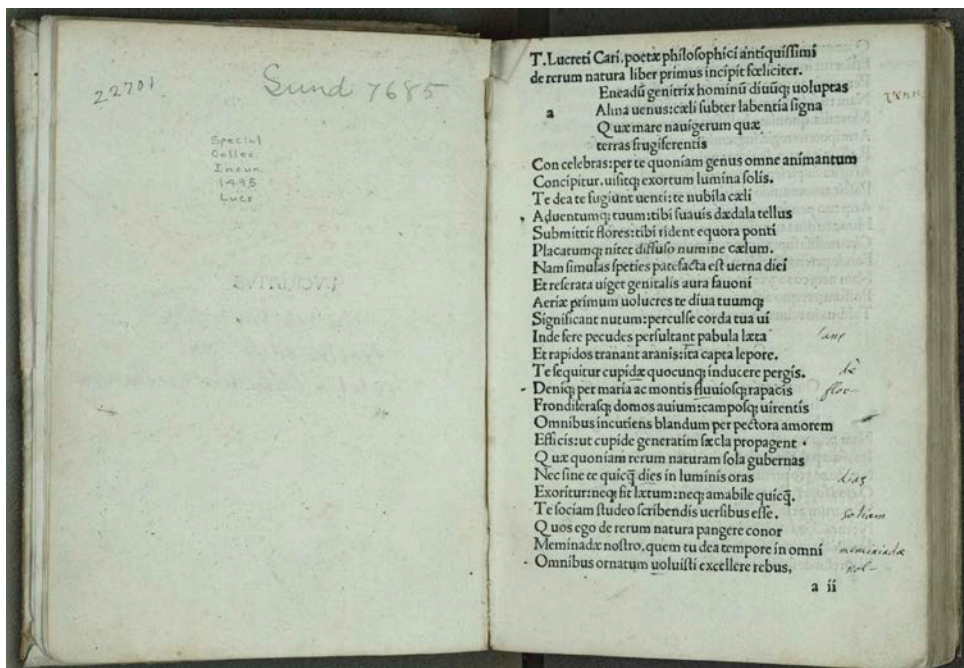 22701
Sund 7685
Special
Collec.
Incun
1495
Lucr
T. Lucreti Cari. poetæ philosophici antiquissimi
de rerum natura liber primus incipit fœliciter.
Eneadū genitrix hominū diuūq; uoluptas
a Alma uenus: cæli subter labentia signa
Quæ mare nauigerum quæ
terras frugiferentis
Con celebras: per te quoniam genus omne animantum
Concipitur. uisitq; exortum lumina solis.
Te dea te fugiunt uenti: te nubila cæli
Aduentumq; tuum: tibi suauis dædala tellus
Submittit flores: tibi rident equora ponti
Placatumq; nitet diffuso numine cælum.
Nam simulas speties patefacta est uerna diei
Et reserata uiget genitalis aura fauoni
Aeriæ primum uolucres te diua tuumq;
Significant nutum: perculse corda tua ui
Inde fere pecudes persultant pabula læta
Et rapidos tranant amnis: ita capta lepore.
Te sequitur cupidæ quocunq; inducere pergis.
Deniq; per maria ac montis fluuiosq; rapacis
Frondiferasq; domos auium: camposq; uirentis
Omnibus incutiens blandum per pectora amorem
Efficis: ut cupide generatim sæcla propagent
Quæ quoniam rerum naturam sola gubernas
Nec sine te quicq̄ dies in luminis oras dias
Exoritur: neq; fit lætum: neq; amabile quicq̄.
Te sociam studeo scribendis uersibus esse. sotiam
Quos ego de rerum natura pangere conor
Meminadæ nostro. quem tu dea tempore in omni meminiadæ
Omnibus ornatum uoluisti excellere rebus,
a ii